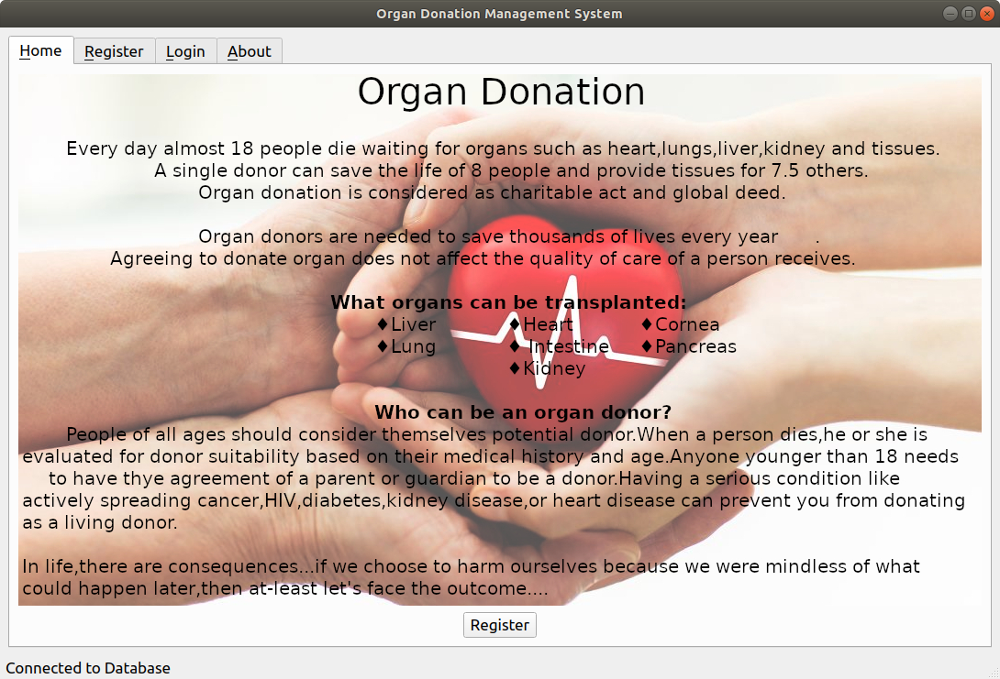 Organ Donation Management System
Home Register Login About
Organ Donation
Every day almost 18 people die waiting for organs such as heart,lungs,liver,kidney and tissues.
A single donor can save the life of 8 people and provide tissues for 7.5 others.
Organ donation is considered as charitable act and global deed.
Organ donors are needed to save thousands of lives every year .
Agreeing to donate organ does not affect the quality of care of a person receives.
What organs can be transplanted:
♦Liver ♦Heart ♦Cornea
♦Lung ♦ Intestine ♦Pancreas
♦Kidney
Who can be an organ donor?
People of all ages should consider themselves potential donor.When a person dies,he or she is
evaluated for donor suitability based on their medical history and age.Anyone younger than 18 needs
to have thye agreement of a parent or guardian to be a donor.Having a serious condition like
actively spreading cancer,HIV,diabetes,kidney disease,or heart disease can prevent you from donating
as a living donor.
In life,there are consequences...if we choose to harm ourselves because we were mindless of what
could happen later,then at-least let's face the outcome....
Register
Connected to Database